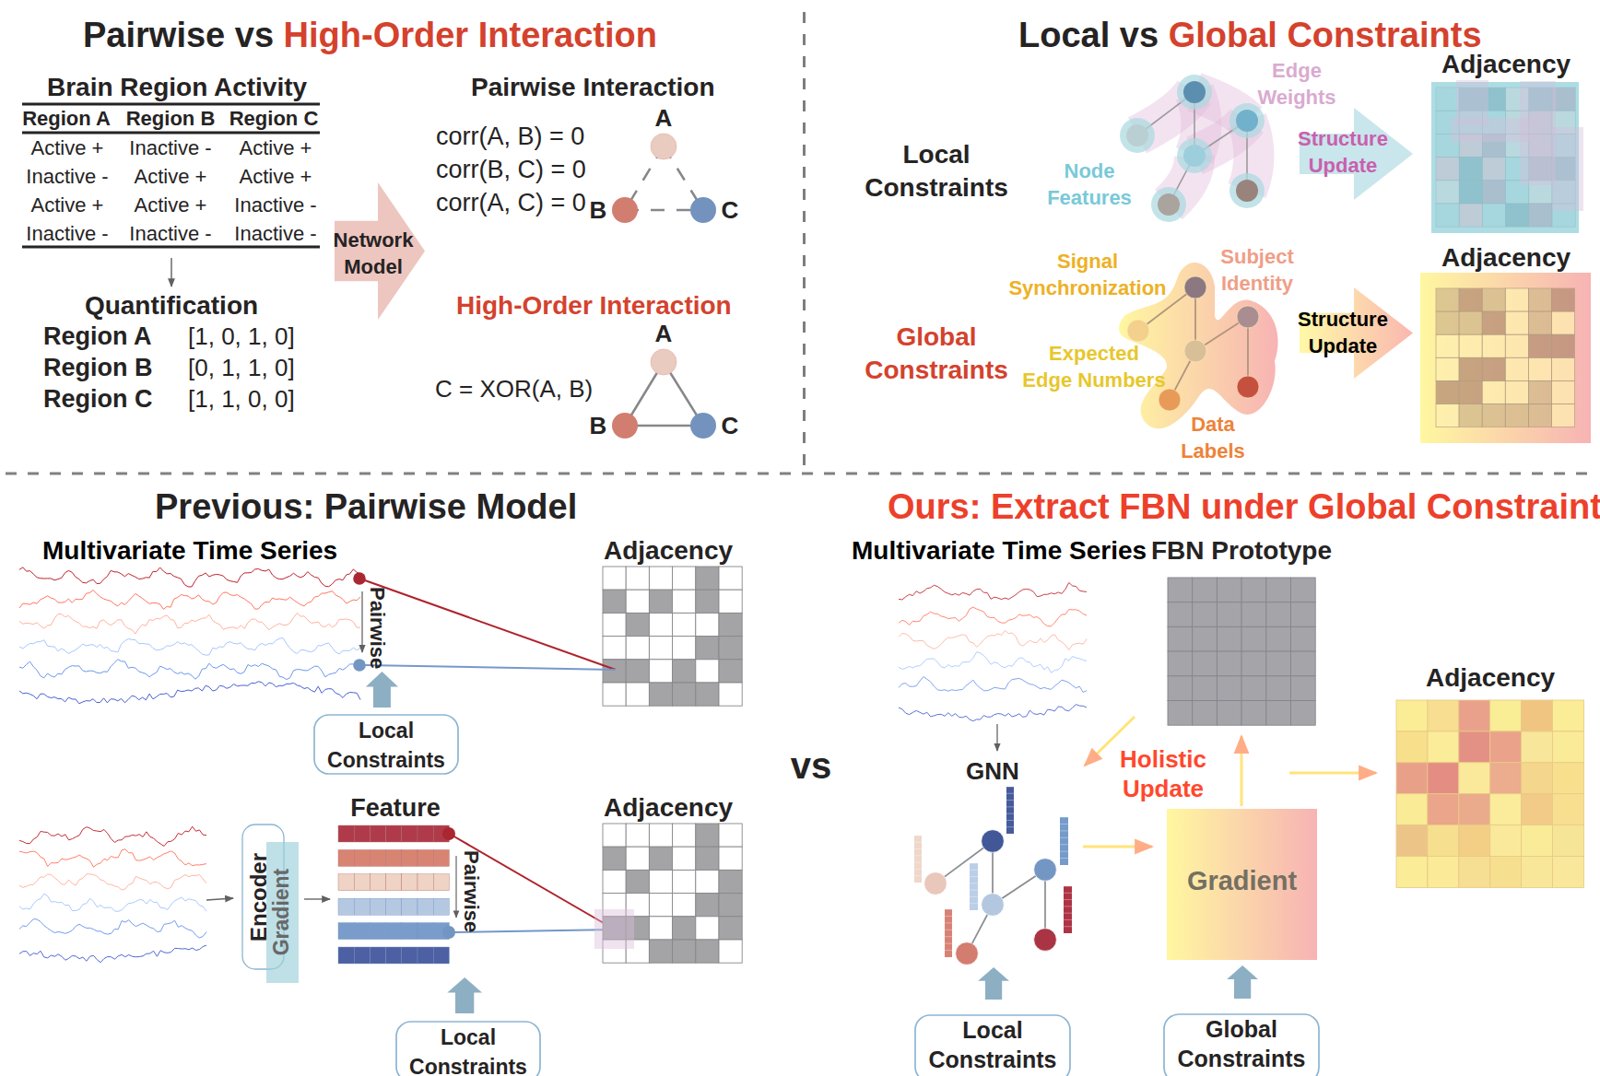 Pairwise vs High-Order Interaction
Brain Region Activity
Region A Region B Region C
Active + Inactive - Active +
Inactive - Active + Active +
Active + Active + Inactive -
Inactive - Inactive - Inactive -
Quantification
Region A [1, 0, 1, 0]
Region B [0, 1, 1, 0]
Region C [1, 1, 0, 0]
Network
Model
Pairwise Interaction
A
corr(A, B) = 0
corr(B, C) = 0
corr(A, C) = 0
B
C
High-Order Interaction
A
C = XOR(A, B)
B
C
Local vs Global Constraints
Adjacency
Edge
Weights
Local
Constraints
Node
Features
Structure
Update
Adjacency
Signal
Synchronization
Subject
Identity
Global
Constraints
Expected
Edge Numbers
Data
Labels
Structure
Update
Previous: Pairwise Model
Multivariate Time Series
Adjacency
Pairwise
Local
Constraints
Feature
Adjacency
Encoder
Gradient
Pairwise
Local
Constraints
vs
Ours: Extract FBN under Global Constraint
Multivariate Time Series FBN Prototype
Adjacency
GNN
Holistic
Update
Gradient
Local
Constraints
Global
Constraints